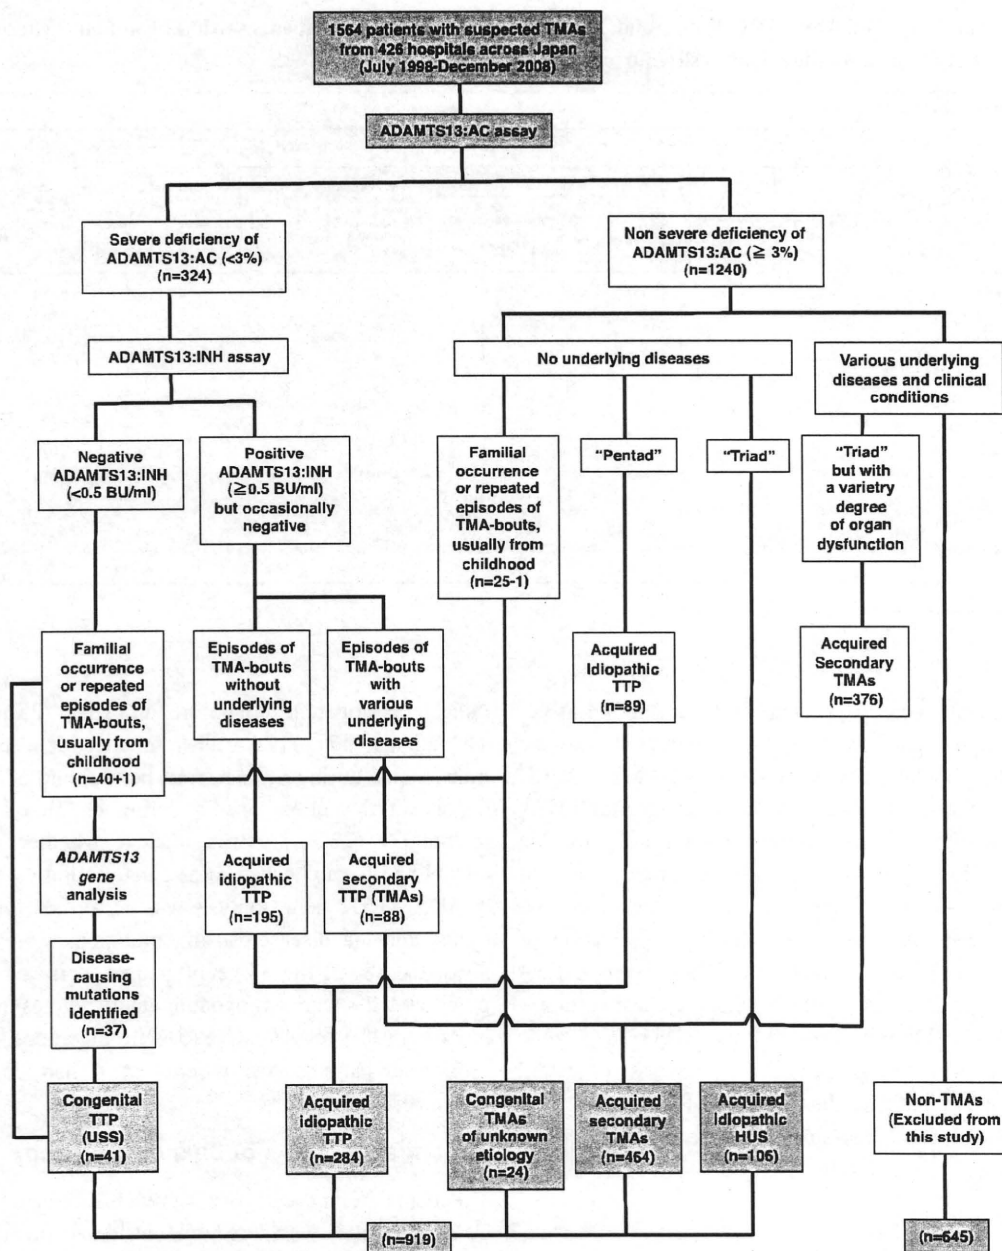 1564 patients with suspected TMAs
from 426 hospitals across Japan
(July 1998-December 2008)
ADAMTS13:AC assay
Severe deficiency of
ADAMTS13:AC (<3%)
(n=324)
Non severe deficiency of
ADAMTS13:AC (≧ 3%)
(n=1240)
ADAMTS13:INH assay
No underlying diseases
Various underlying
diseases and clinical
conditions
Negative
ADAMTS13:INH
(<0.5 BU/ml)
Positive
ADAMTS13:INH
(≧0.5 BU/ml)
but occasionally
negative
Familial
occurrence
or repeated
episodes of
TMA-bouts,
usually from
childhood
(n=25-1)
“Pentad”
“Triad”
“Triad”
but with
a varietry
degree
of organ
dysfunction
Familial
occurrence
or repeated
episodes of
TMA-bouts,
usually from
childhood
(n=40+1)
Episodes of
TMA-bouts
without
underlying
diseases
Episodes of
TMA-bouts
with
various
underlying
diseases
Acquired
Idiopathic
TTP
(n=89)
Acquired
Secondary
TMAs
(n=376)
ADAMTS13
gene
analysis
Acquired
idiopathic
TTP
(n=195)
Acquired
secondary
TTP (TMAs)
(n=88)
Disease-
causing
mutations
identified
(n=37)
Congenital
TTP
(USS)
(n=41)
Acquired
idiopathic
TTP
(n=284)
Congenital
TMAs
of unknown
etiology
(n=24)
Acquired
secondary
TMAs
(n=464)
Acquired
Idiopathic
HUS
(n=106)
Non-TMAs
(Excluded from
this study)
(n=919)
(n=645)